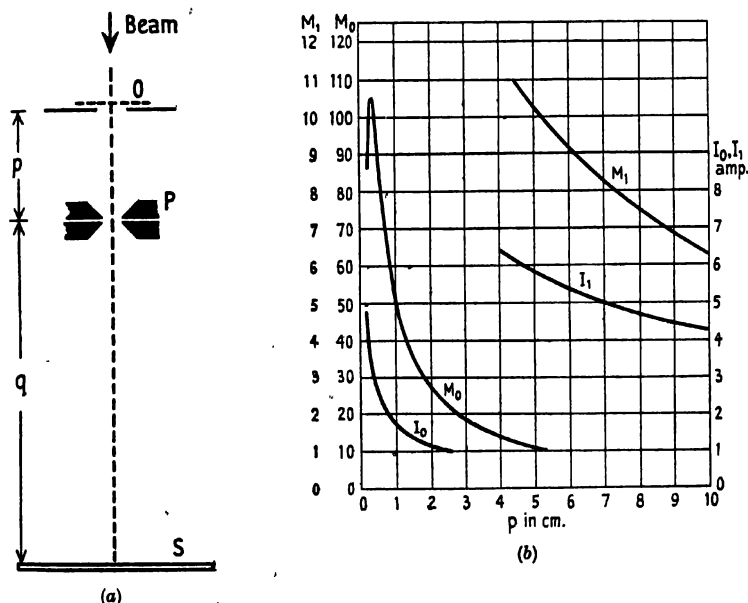 Beam
O
p
P
q
S
(a)
M₁ M₀
12 120
11 110
10 100
9 90
8 80
7 70
6 60
5 50
4 40
3 30
2 20
1 10
0 0
I₀,I₁
amp.
8
7
6
5
4
3
2
1
0
M₁
I₁
M₀
I₀
0 1 2 3 4 5 6 7 8 9 10
p in cm.
(b)